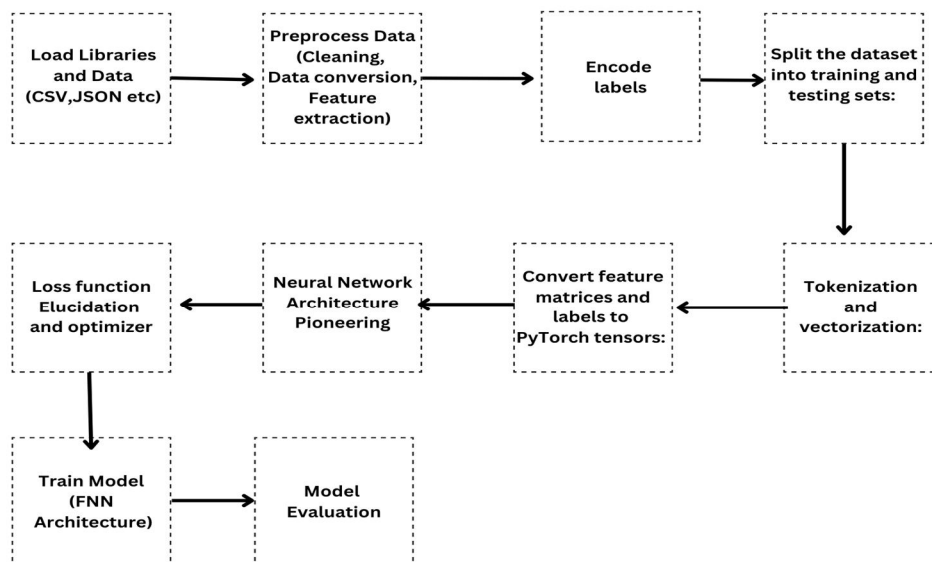 Load Libraries
and Data
(CSV,JSON etc)
Preprocess Data
(Cleaning,
Data conversion,
Feature
extraction)
Encode
labels
Split the dataset
into training and
testing sets:
Tokenization
and
vectorization:
Convert feature
matrices and
labels to
PyTorch tensors:
Neural Network
Architecture
Pioneering
Loss function
Elucidation
and optimizer
Train Model
(FNN
Architecture)
Model
Evaluation